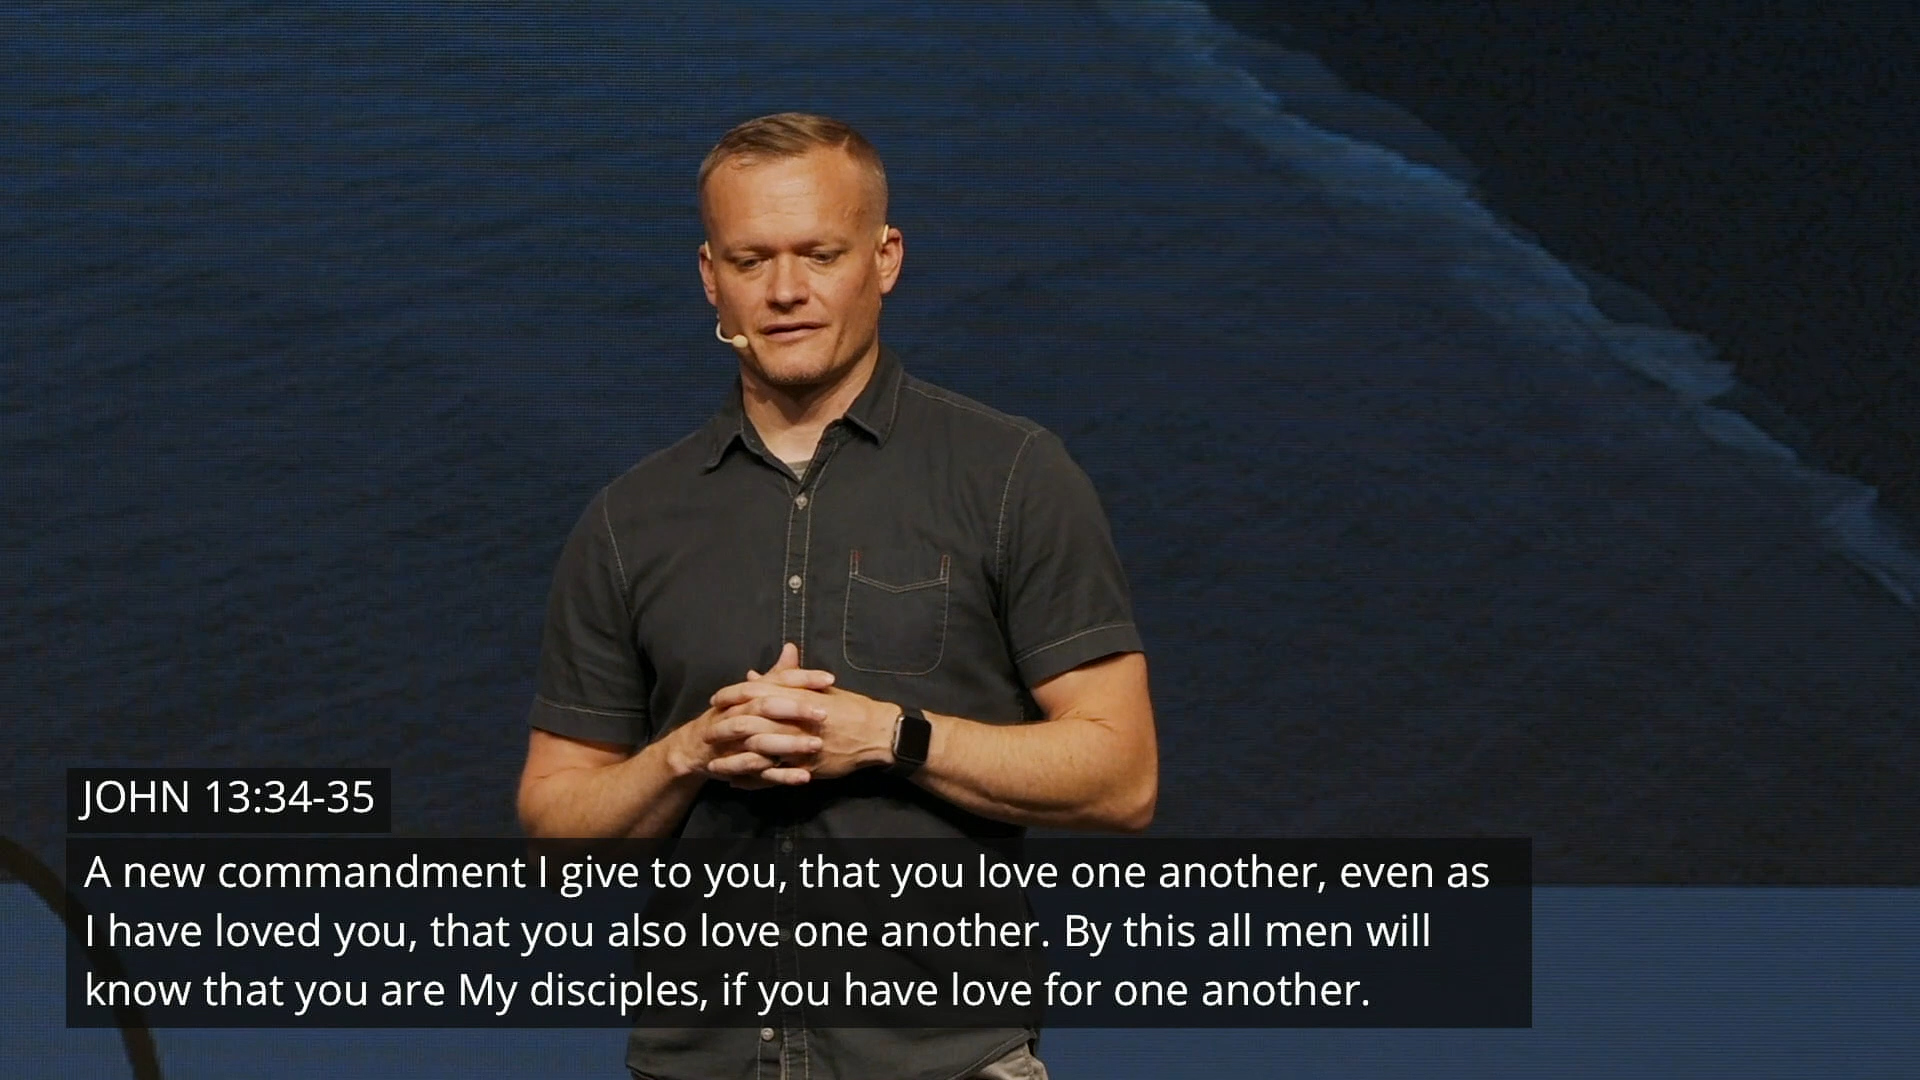 JOHN 13:34-35
A new commandment I give to you, that you love one another, even as
I have loved you, that you also love one another. By this all men will
know that you are My disciples, if you have love for one another.